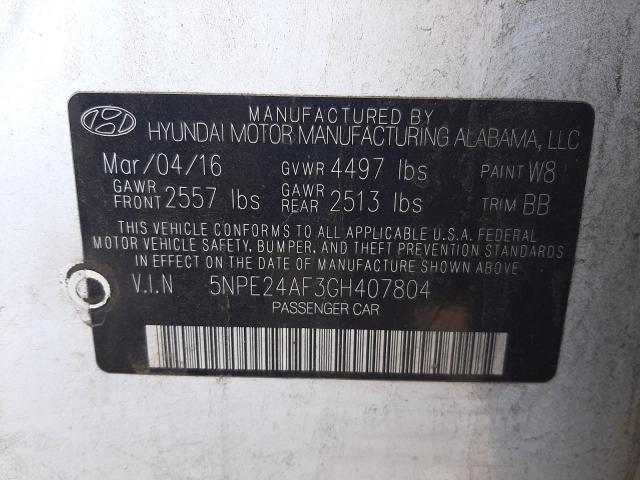 MANUFACTURED BY
HYUNDAI MOTOR MANUFACTURING ALABAMA, LLC
Mar/04/16 GVWR 4497 lbs PAINT W8
GAWR FRONT 2557 lbs GAWR REAR 2513 lbs TRIM BB
THIS VEHICLE CONFORMS TO ALL APPLICABLE U.S.A. FEDERAL
MOTOR VEHICLE SAFETY, BUMPER, AND THEFT PREVENTION STANDARDS
IN EFFECT ON THE DATE OF MANUFACTURE SHOWN ABOVE.
V.I.N 5NPE24AF3GH407804
PASSENGER CAR